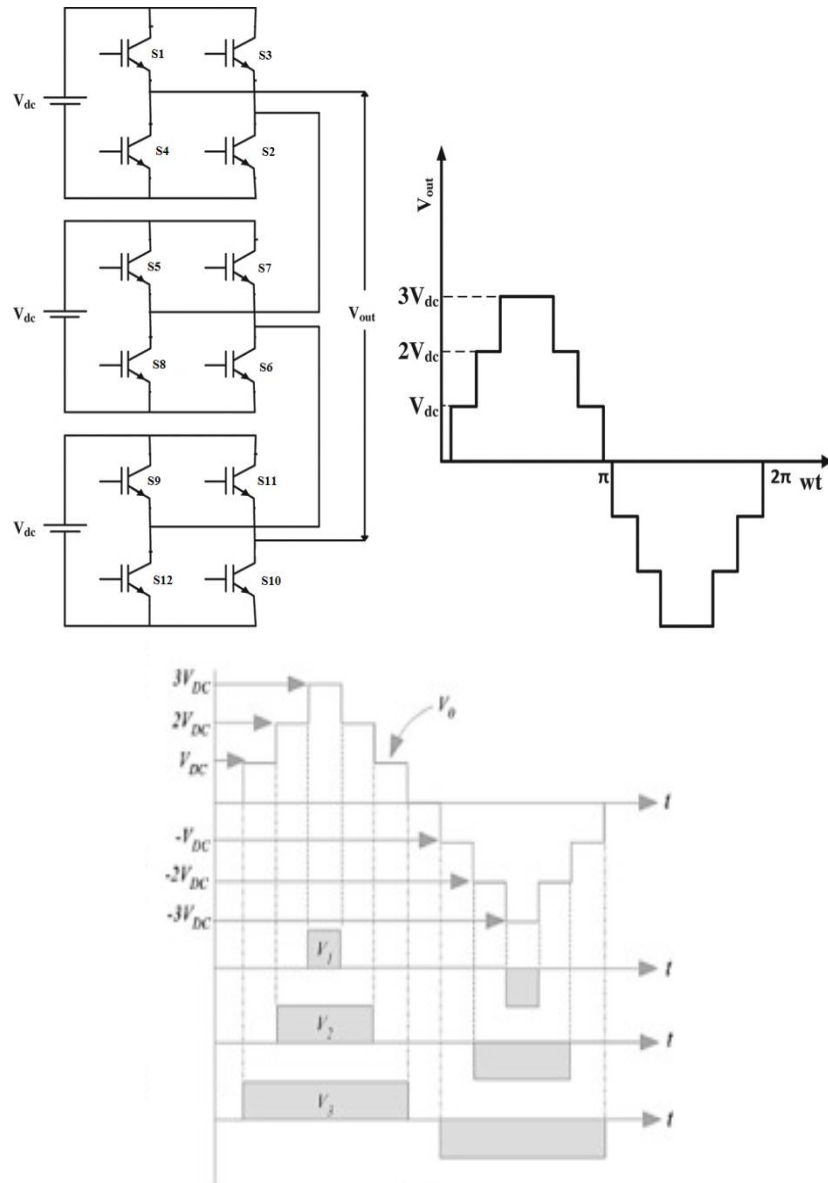 S1
S3
Vdc
S4
S2
S5
S7
Vdc
Vout
S8
S6
S9
S11
Vdc
S12
S10
Vout
3Vdc
2Vdc
Vdc
π
2π
wt
3VDC
V0
2VDC
VDC
t
-VDC
-2VDC
-3VDC
V1
t
V2
t
V3
t